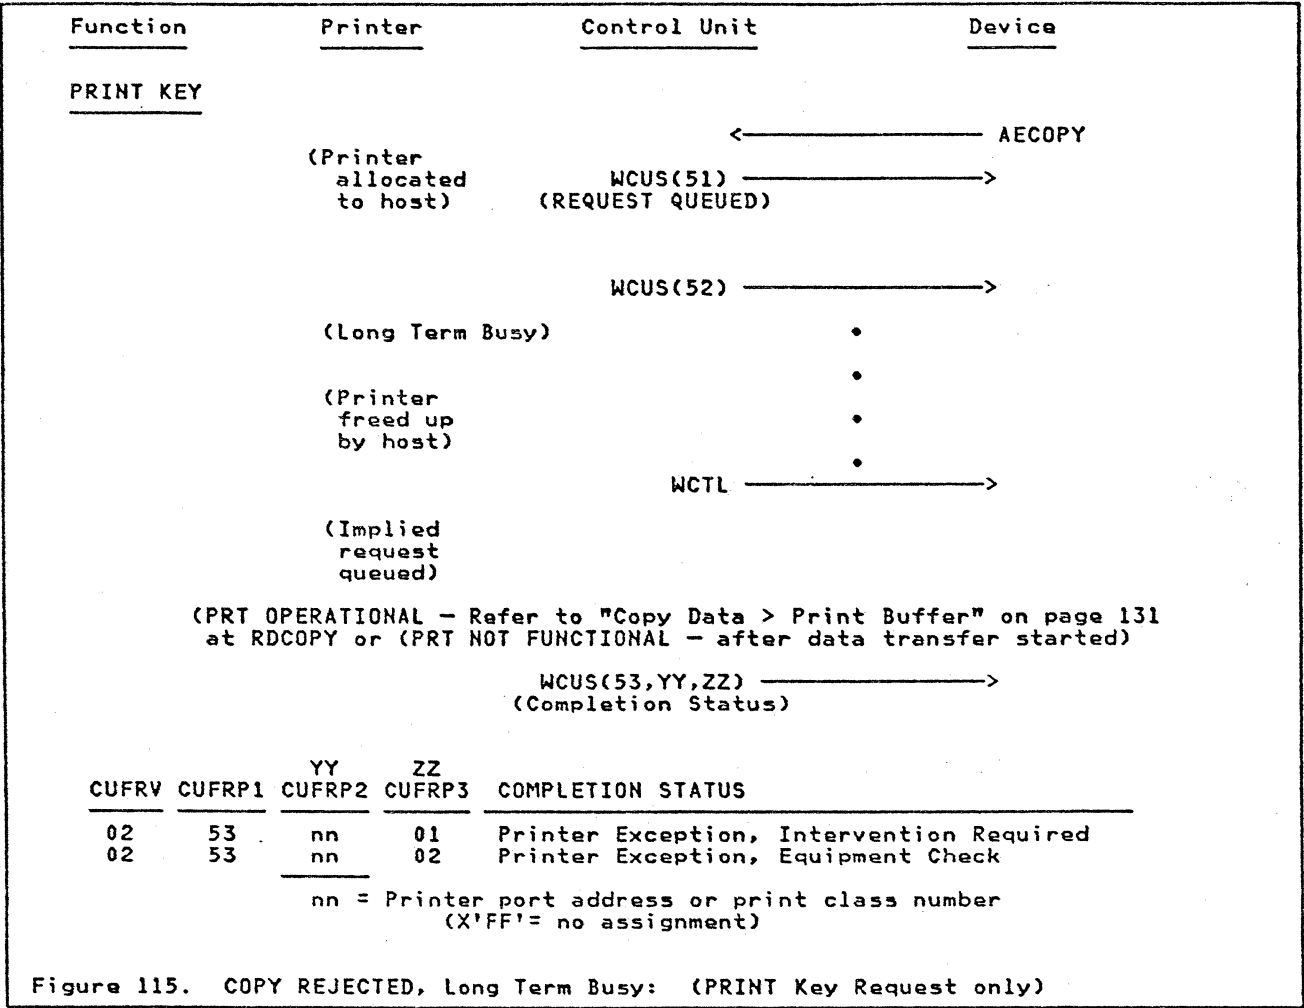 Function Printer Control Unit Device
PRINT KEY
<———————— AECOPY
(Printer
allocated WCUS(51) ————————>
to host) (REQUEST QUEUED)
WCUS(52) ————————>
(Long Term Busy)
(Printer
freed up
by host)
WCTL ————————>
(Implied
request
queued)
(PRT OPERATIONAL — Refer to "Copy Data > Print Buffer" on page 131
at RDCOPY or (PRT NOT FUNCTIONAL — after data transfer started)
WCUS(53,YY,ZZ) ————————>
(Completion Status)
YY ZZ
CUFRV CUFRP1 CUFRP2 CUFRP3 COMPLETION STATUS
02 53 nn 01 Printer Exception, Intervention Required
02 53 nn 02 Printer Exception, Equipment Check
nn = Printer port address or print class number
(X'FF'= no assignment)
Figure 115. COPY REJECTED, Long Term Busy: (PRINT Key Request only)